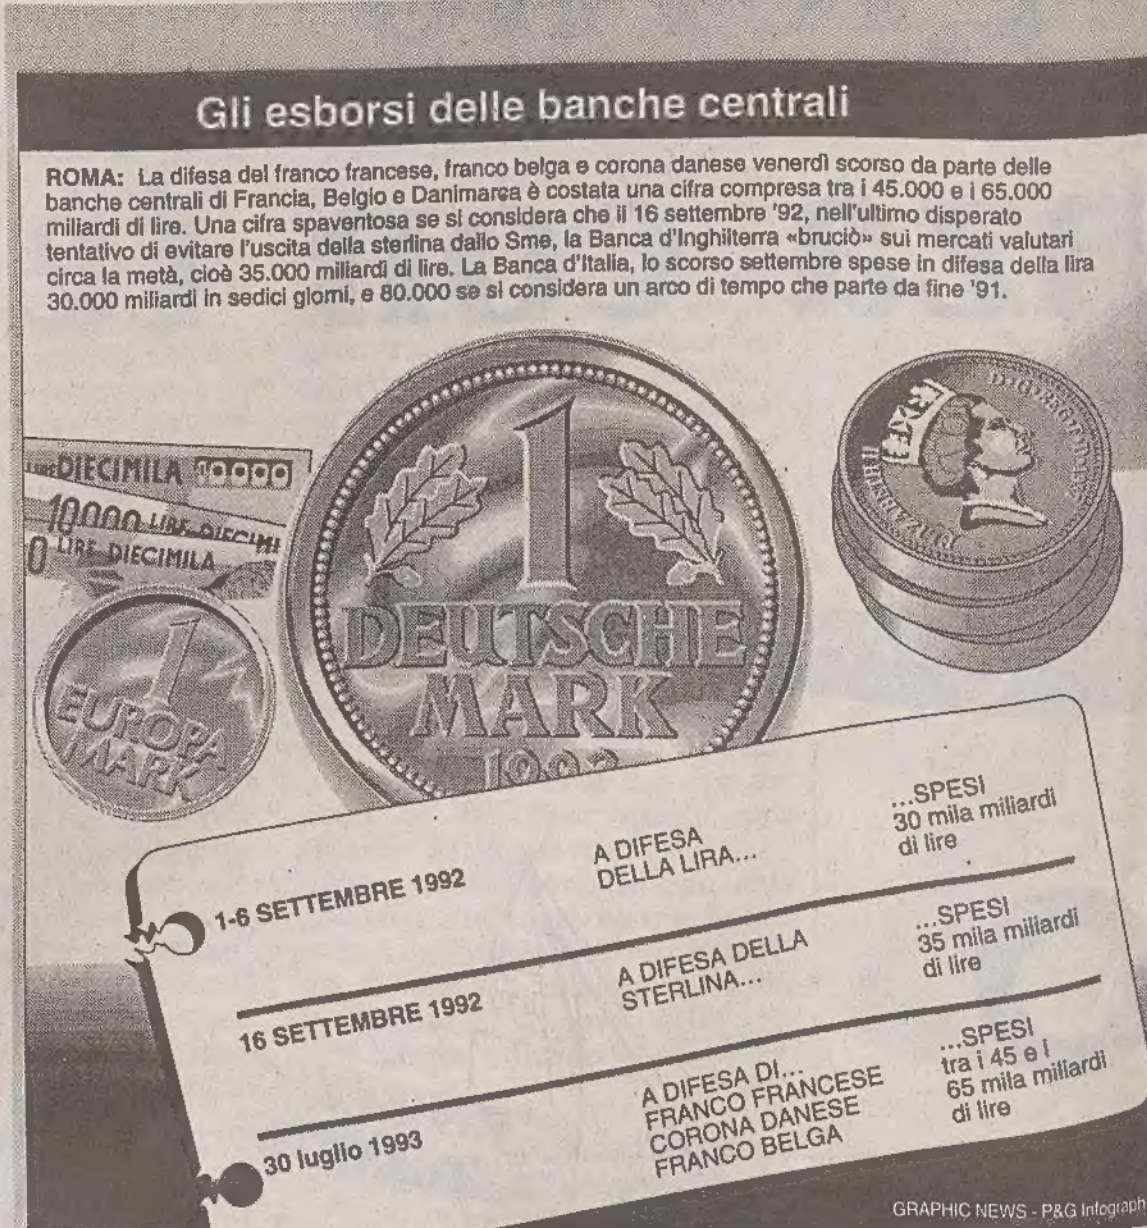 Gli esborsi delle banche centrali
ROMA: La difesa del franco francese, franco belga e corona danese venerdì scorso da parte delle
banche centrali di Francia, Belgio e Danimarca è costata una cifra compresa tra i 45.000 e i 65.000
miliardi di lire. Una cifra spaventosa se si considera che il 16 settembre '92, nell'ultimo disperato
tentativo di evitare l'uscita della sterlina dallo Sme, la Banca d'Inghilterra «bruciò» sui mercati valutari
circa la metà, cioè 35.000 miliardi di lire. La Banca d'Italia, lo scorso settembre spese in difesa della lira
30.000 miliardi in sedici giorni, e 80.000 se si considera un arco di tempo che parte da fine '91.
LIRE DIECIMILA 10000
10000 LIRE DIECIMI
0 LIRE DIECIMILA
1
EUROPA
MARK
1
DEUTSCHE
MARK
1-6 SETTEMBRE 1992
A DIFESA
DELLA LIRA...
...SPESI
30 mila miliardi
di lire
16 SETTEMBRE 1992
A DIFESA DELLA
STERLINA...
...SPESI
35 mila miliardi
di lire
30 luglio 1993
A DIFESA DI...
FRANCO FRANCESE
CORONA DANESE
FRANCO BELGA
...SPESI
tra i 45 e i
65 mila miliardi
di lire
GRAPHIC NEWS - P&G Infograph